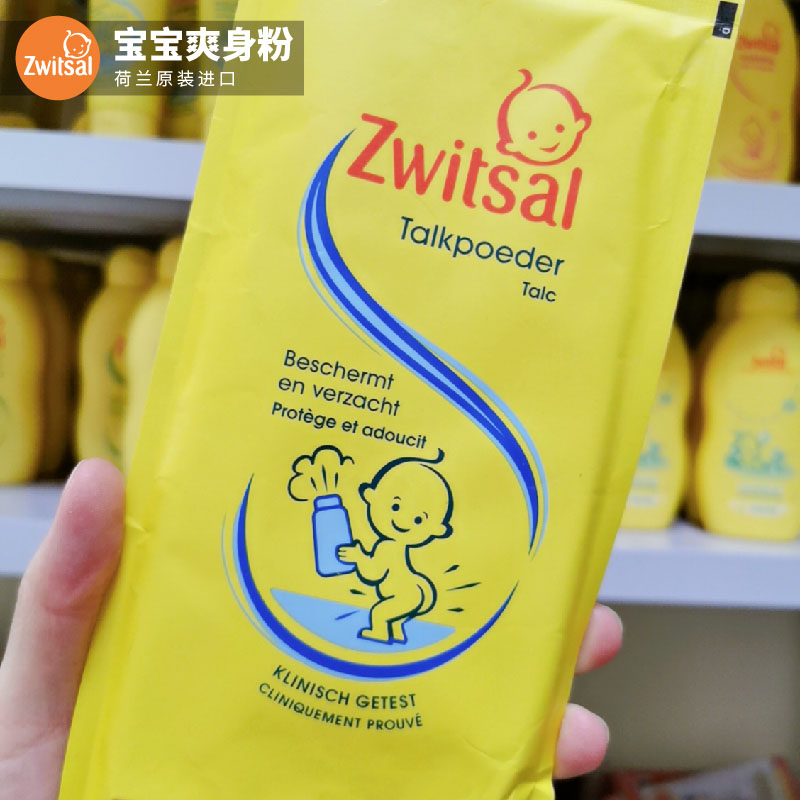 Zwitsal
宝宝爽身粉
荷兰原装进口
Zwitsal
Talkpoeder
Talc
Beschermt
en verzacht
Protège et adoucit
KLINISCH GETEST
CLINIQUEMENT PROUVÉ